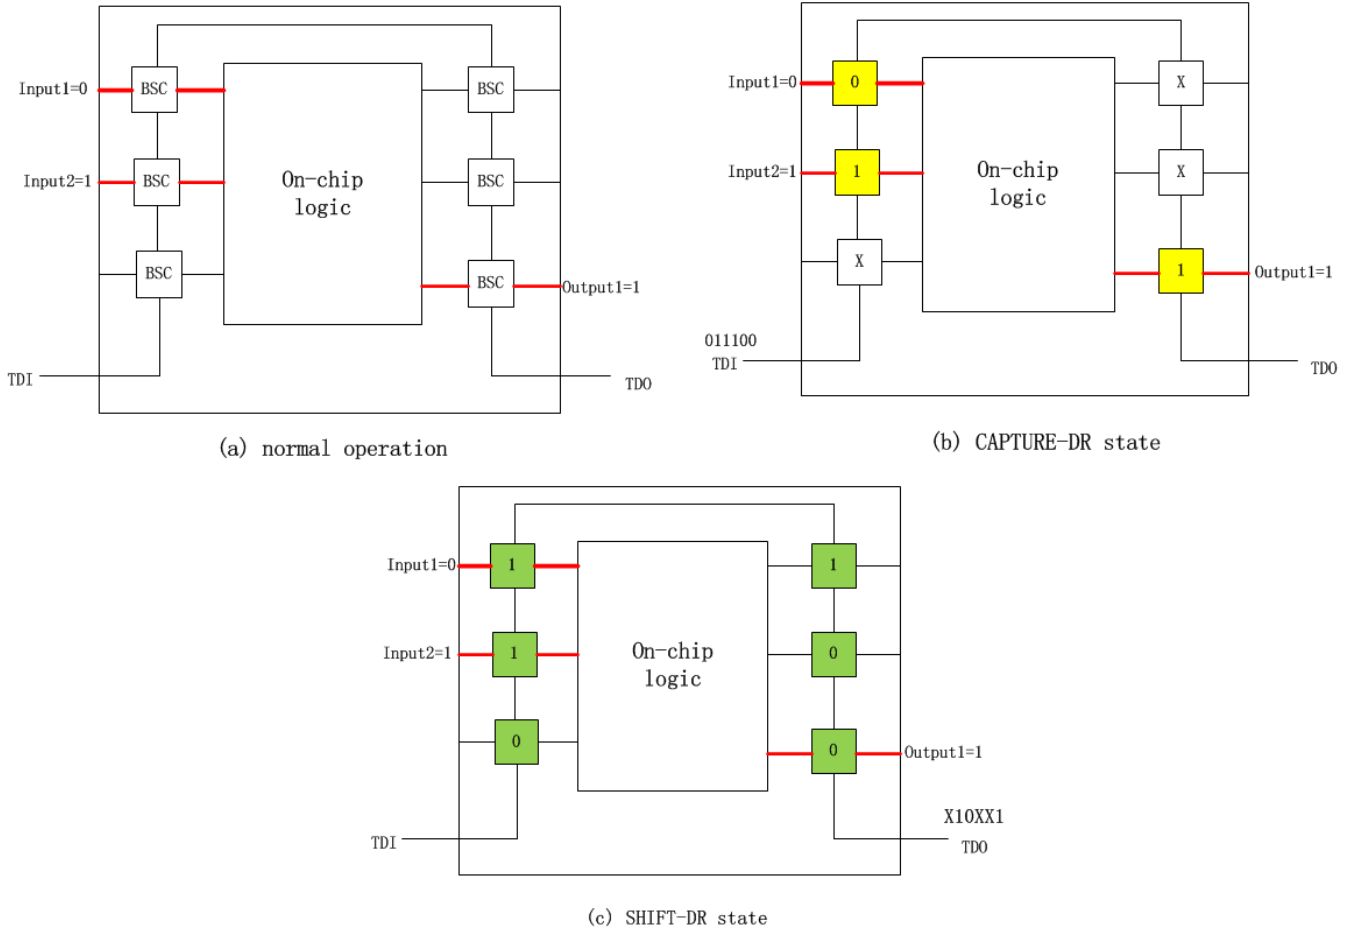 Input1=0
BSC
BSC
Input2=1
BSC
On-chip
logic
BSC
BSC
BSC
Output1=1
TDI
TDO
(a) normal operation
Input1=0
0
X
Input2=1
1
On-chip
logic
X
X
1
Output1=1
011100
TDI
TDO
(b) CAPTURE-DR state
Input1=0
1
1
Input2=1
1
On-chip
logic
0
0
0
Output1=1
X10XX1
TDI
TDO
(c) SHIFT-DR state